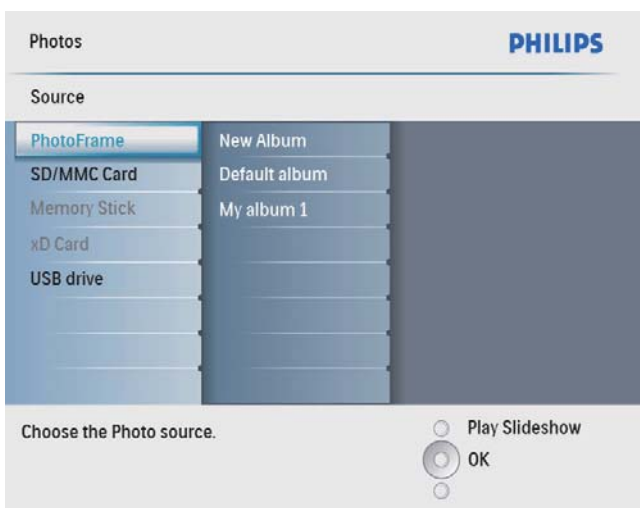 Photos
PHILIPS
Source
PhotoFrame
SD/MMC Card
Memory Stick
xD Card
USB drive
New Album
Default album
My album 1
Choose the Photo source.
Play Slideshow
OK